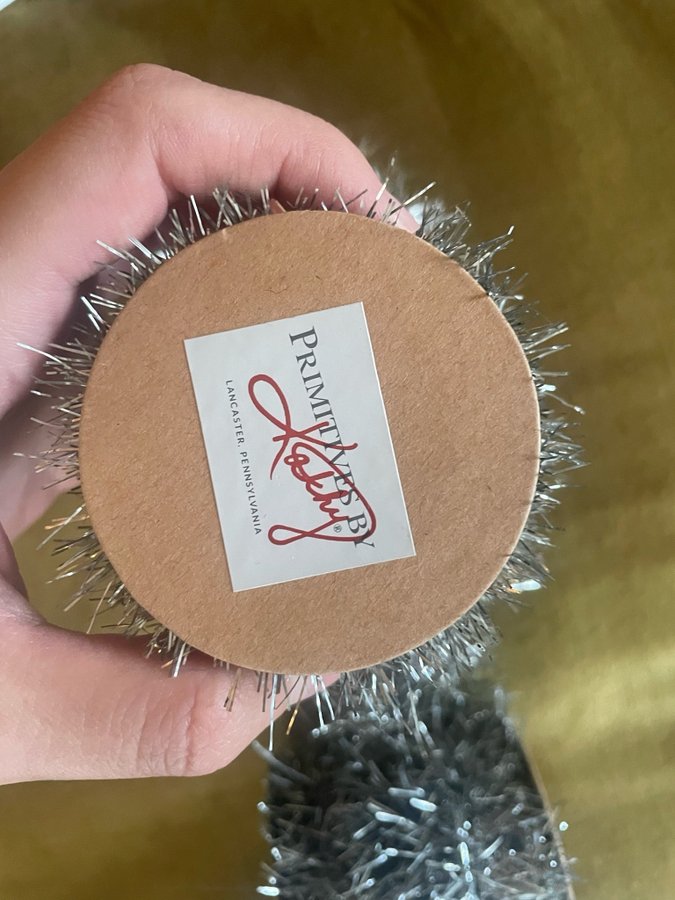 PRIMITIVES BY
Kathy®
LANCASTER, PENNSYLVANIA